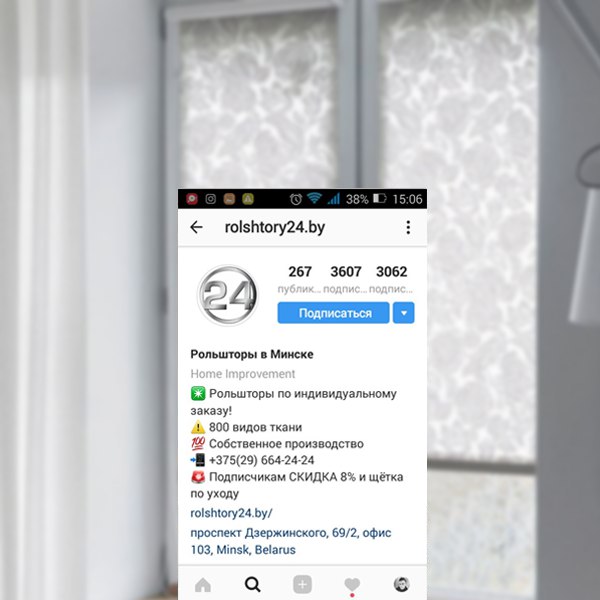 38% 15:06
rolshtory24.by
24
267 3607 3062
публик... подпис... подпис...
Подписаться
Рольшторы в Минске
Home Improvement
✳️ Рольшторы по индивидуальному
заказу!
⚠️ 800 видов ткани
💯 Собственное производство
📲 +375(29) 664-24-24
🚨 Подписчикам СКИДКА 8% и щётка
по уходу
rolshtory24.by/
проспект Дзержинского, 69/2, офис
103, Minsk, Belarus